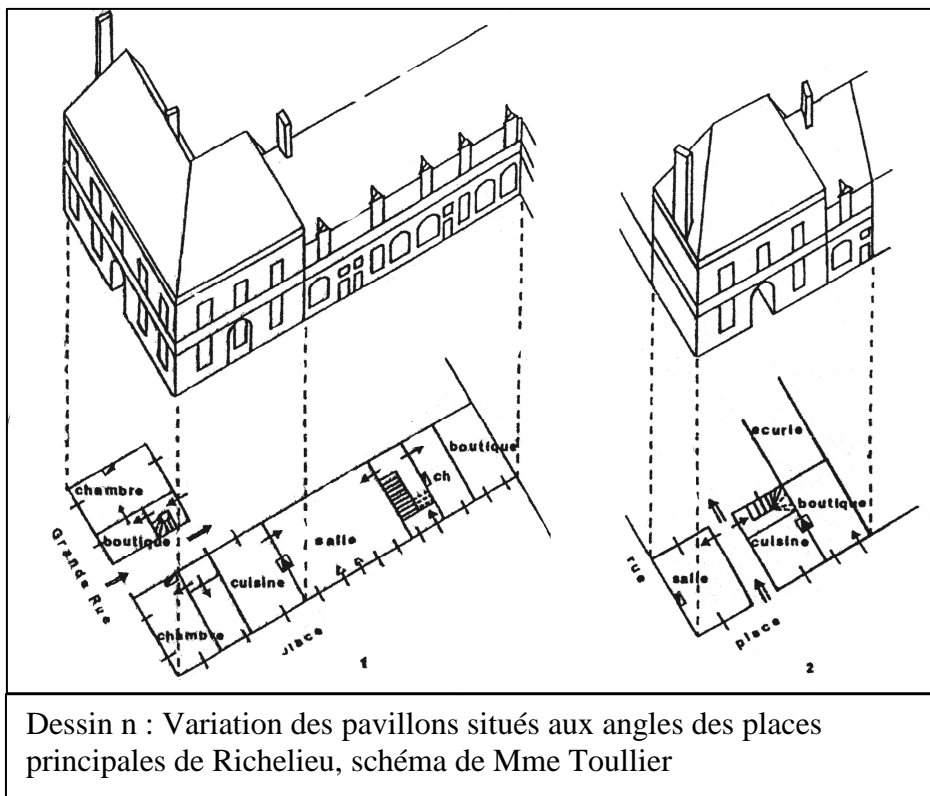 boutique
ch
chambre
boutique
salle
cuisine
chambre
Grande Rue
place
1
ecurie
boutique
cuisine
salle
rue
place
2
Dessin n : Variation des pavillons situés aux angles des places
principales de Richelieu, schéma de Mme Toullier